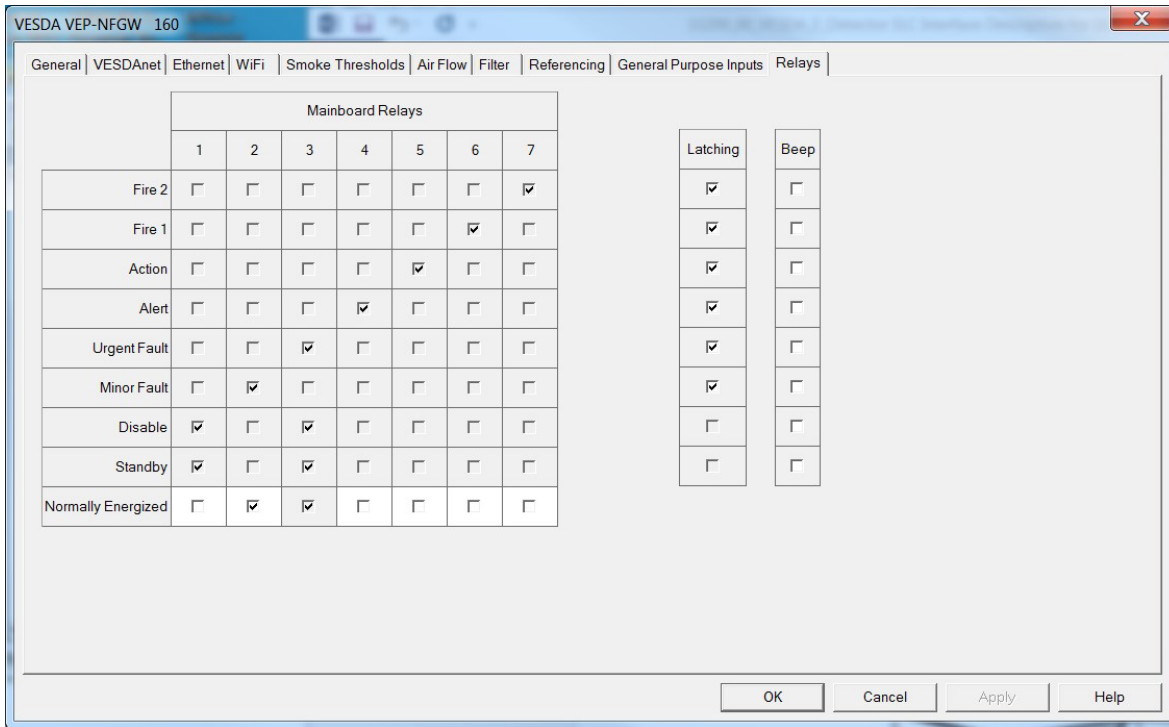 VESDA VEP-NFGW 160
General VESDAnet Ethernet WiFi Smoke Thresholds Air Flow Filter Referencing General Purpose Inputs Relays
Mainboard Relays
1 2 3 4 5 6 7 Latching Beep
Fire 2
Fire 1
Action
Alert
Urgent Fault
Minor Fault
Disable
Standby
Normally Energized
OK Cancel Apply Help